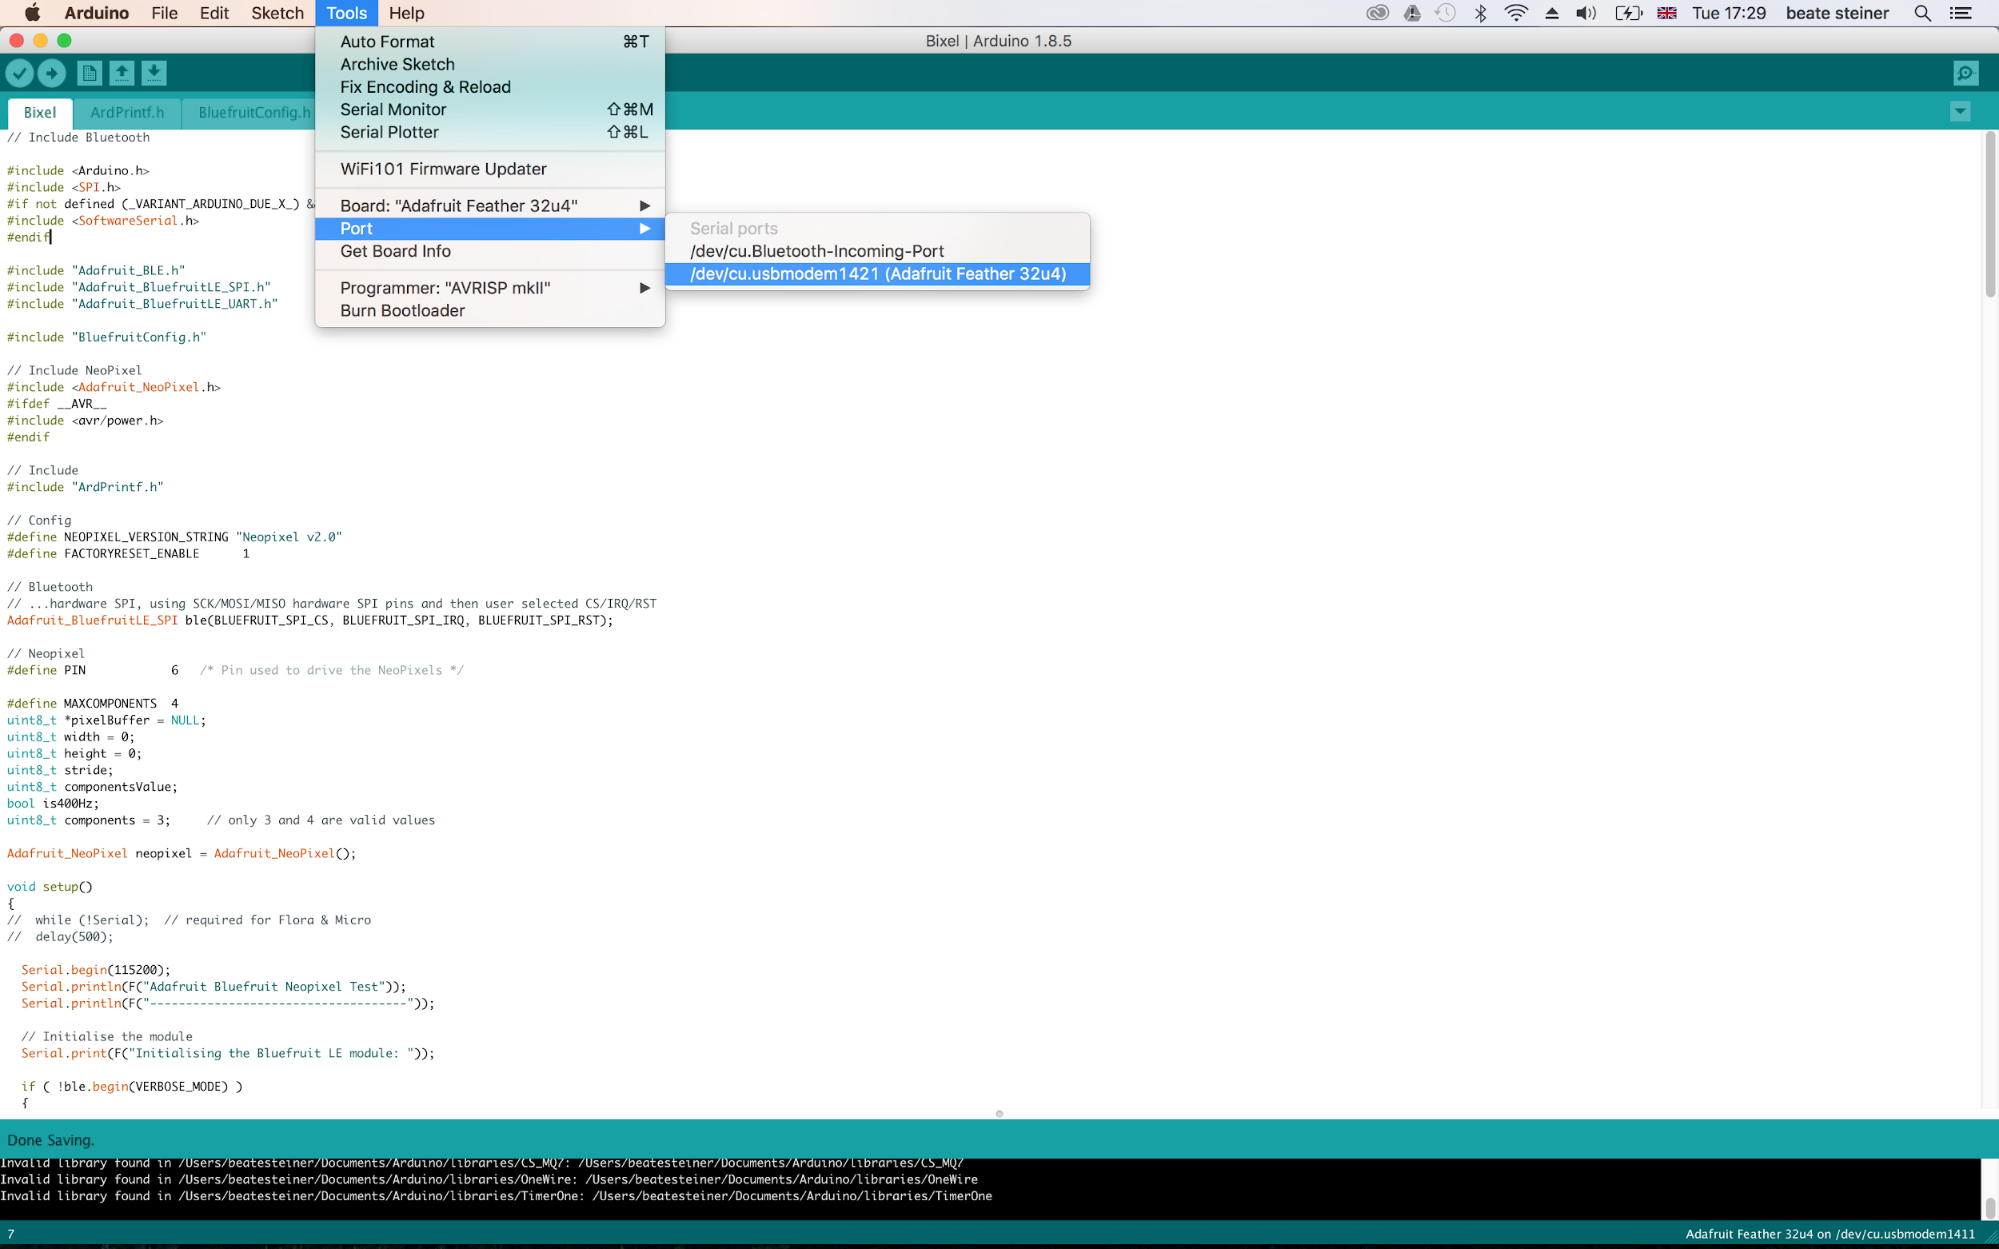 Arduino File Edit Sketch Tools Help Tue 17:29 beate steiner
Bixel | Arduino 1.8.5
Auto Format ⌘T
Archive Sketch
Fix Encoding & Reload
Serial Monitor ⇧⌘M
Serial Plotter ⇧⌘L
WiFi101 Firmware Updater
Board: "Adafruit Feather 32u4"
Port
Get Board Info
Programmer: "AVRISP mkII"
Burn Bootloader
Serial ports
/dev/cu.Bluetooth-Incoming-Port
/dev/cu.usbmodem1421 (Adafruit Feather 32u4)
Bixel ArdPrintf.h BluefruitConfig.h
// Include Bluetooth
#include <Arduino.h>
#include <SPI.h>
#if not defined (_VARIANT_ARDUINO_DUE_X_) &
#include <SoftwareSerial.h>
#endif
#include "Adafruit_BLE.h"
#include "Adafruit_BluefruitLE_SPI.h"
#include "Adafruit_BluefruitLE_UART.h"
#include "BluefruitConfig.h"
// Include NeoPixel
#include <Adafruit_NeoPixel.h>
#ifdef __AVR__
#include <avr/power.h>
#endif
// Include
#include "ArdPrintf.h"
// Config
#define NEOPIXEL_VERSION_STRING "Neopixel v2.0"
#define FACTORYRESET_ENABLE 1
// Bluetooth
// ...hardware SPI, using SCK/MOSI/MISO hardware SPI pins and then user selected CS/IRQ/RST
Adafruit_BluefruitLE_SPI ble(BLUEFRUIT_SPI_CS, BLUEFRUIT_SPI_IRQ, BLUEFRUIT_SPI_RST);
// Neopixel
#define PIN 6 /* Pin used to drive the NeoPixels */
#define MAXCOMPONENTS 4
uint8_t *pixelBuffer = NULL;
uint8_t width = 0;
uint8_t height = 0;
uint8_t stride;
uint8_t componentsValue;
bool is400Hz;
uint8_t components = 3; // only 3 and 4 are valid values
Adafruit_NeoPixel neopixel = Adafruit_NeoPixel();
void setup()
{
// while (!Serial); // required for Flora & Micro
// delay(500);
Serial.begin(115200);
Serial.println(F("Adafruit Bluefruit Neopixel Test"));
Serial.println(F("------------------------------------"));
// Initialise the module
Serial.print(F("Initialising the Bluefruit LE module: "));
if ( !ble.begin(VERBOSE_MODE) )
{
Done Saving.
Invalid library found in /Users/beatesteiner/Documents/Arduino/libraries/CS_MQ7: /Users/beatesteiner/Documents/Arduino/libraries/CS_MQ7
Invalid library found in /Users/beatesteiner/Documents/Arduino/libraries/OneWire: /Users/beatesteiner/Documents/Arduino/libraries/OneWire
Invalid library found in /Users/beatesteiner/Documents/Arduino/libraries/TimerOne: /Users/beatesteiner/Documents/Arduino/libraries/TimerOne
7 Adafruit Feather 32u4 on /dev/cu.usbmodem1411